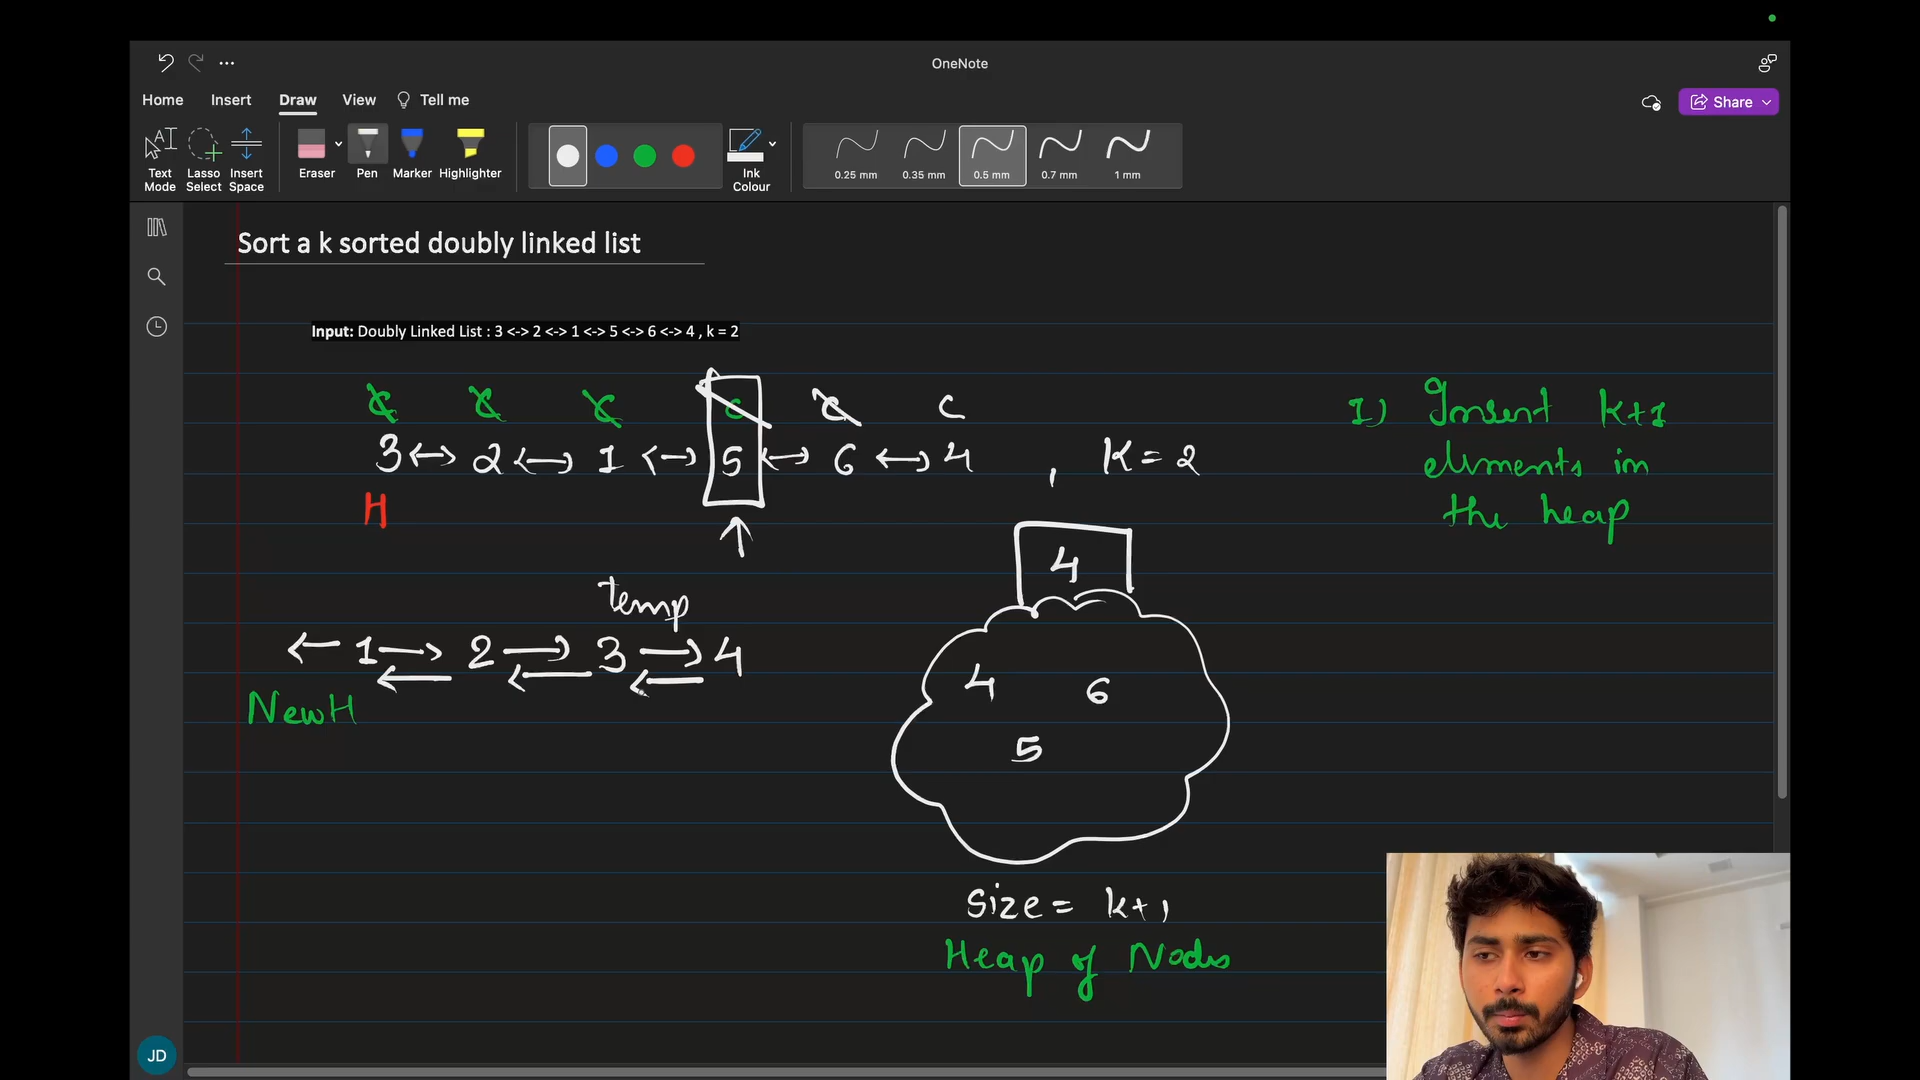 OneNote
Home Insert Draw View Tell me
Share
Text Mode
Lasso Select
Insert Space
Eraser
Pen
Marker
Highlighter
Ink Colour
0.25 mm
0.35 mm
0.5 mm
0.7 mm
1 mm
Sort a k sorted doubly linked list
Input: Doubly Linked List : 3 <-> 2 <-> 1 <-> 5 <-> 6 <-> 4 , k = 2
C C C C C C
3 ↔ 2 ↔ 1 ↔ 5 ↔ 6 ↔ 4 , K = 2
H
1) Insert k+1
elements in
the heap
temp
← 1 → 2 → 3 → 4
NewH
4
4 6
5
Size = k+1
Heap of Nodes
JD